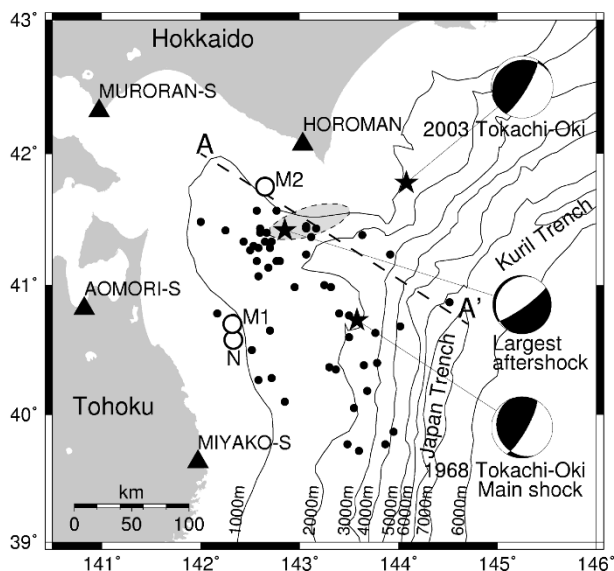 43°
Hokkaido
MURORAN-S
HOROMAN
2003 Tokachi-Oki
42°
A
M2
Kuril Trench
41°
AOMORI-S
A'
M1
N
Largest
aftershock
Japan Trench
40°
Tohoku
MIYAKO-S
1968 Tokachi-Oki
Main shock
km
0 50 100
1000m
2000m
3000m
4000m
5000m
6000m
7000m
6000m
39°
141° 142° 143° 144° 145° 146°